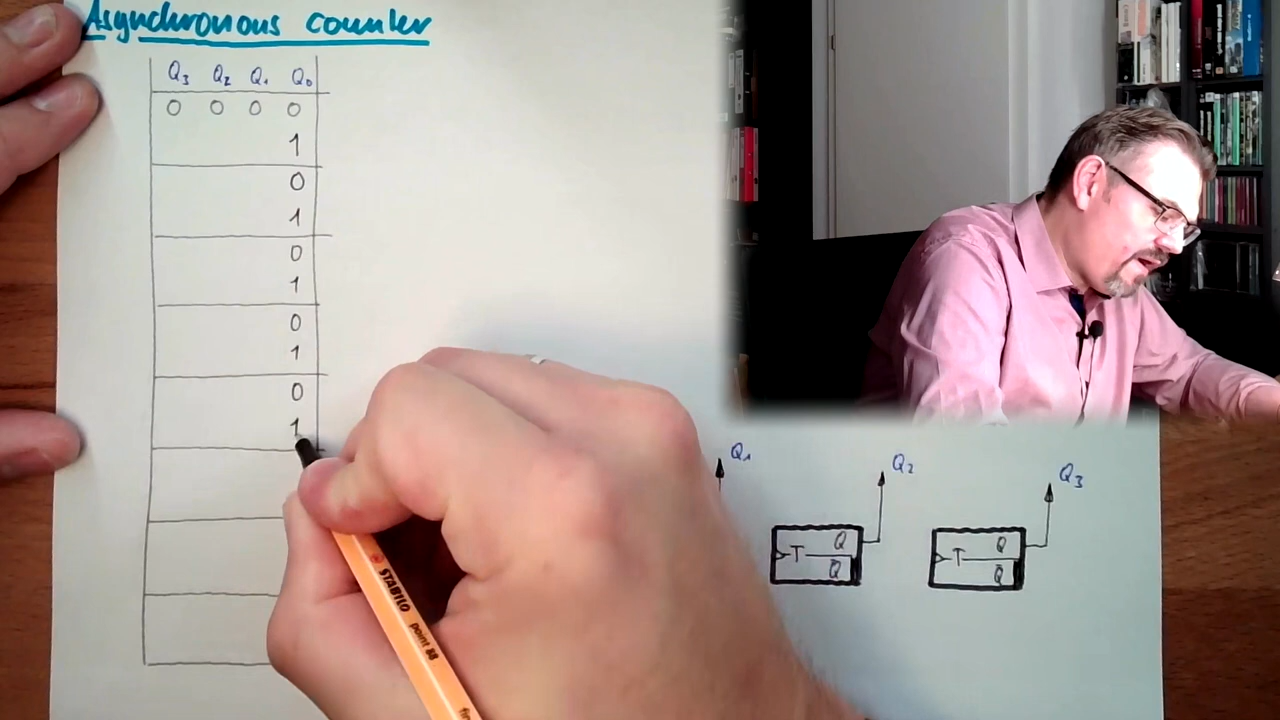 Asynchronous counter
Q3 Q2 Q1 Q0
0 0 0 0
1
0
1
0
1
0
1
0
1
Q1
Q2
Q3
T Q
Q̅
T Q
Q̅
STABILO point 88